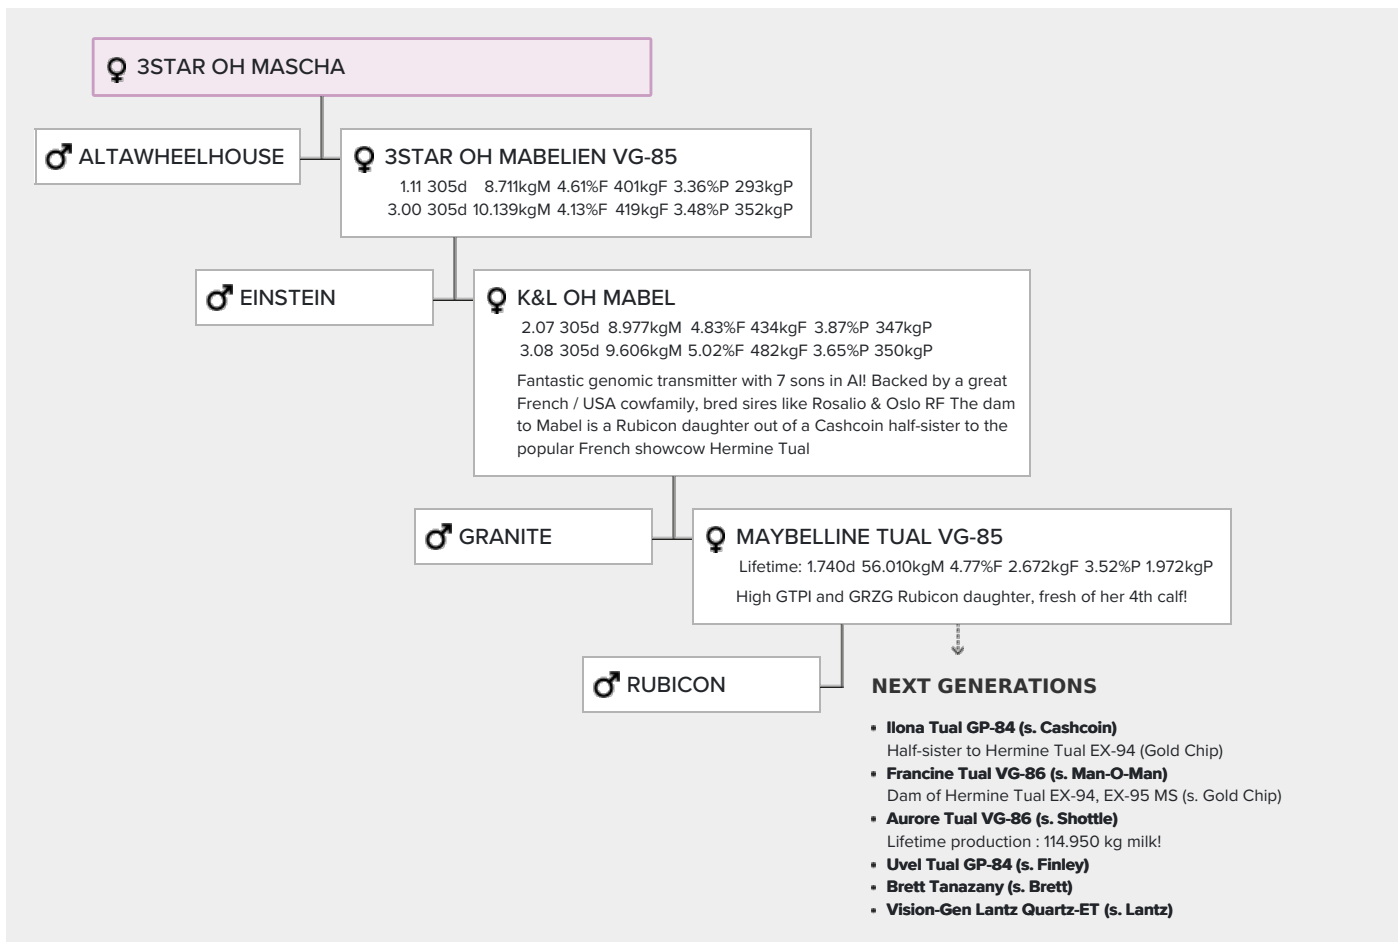 3STAR OH MASCHA
ALTAWHEELHOUSE
3STAR OH MABELIEN VG-85
1.11 305d 8.711kgM 4.61%F 401kgF 3.36%P 293kgP
3.00 305d 10.139kgM 4.13%F 419kgF 3.48%P 352kgP
EINSTEIN
K&L OH MABEL
2.07 305d 8.977kgM 4.83%F 434kgF 3.87%P 347kgP
3.08 305d 9.606kgM 5.02%F 482kgF 3.65%P 350kgP
Fantastic genomic transmitter with 7 sons in AI! Backed by a great
French / USA cowfamily, bred sires like Rosalio & Oslo RF The dam
to Mabel is a Rubicon daughter out of a Cashcoin half-sister to the
popular French showcow Hermine Tual
GRANITE
MAYBELLINE TUAL VG-85
Lifetime: 1.740d 56.010kgM 4.77%F 2.672kgF 3.52%P 1.972kgP
High GTPI and GRZG Rubicon daughter, fresh of her 4th calf!
RUBICON
NEXT GENERATIONS
• Ilona Tual GP-84 (s. Cashcoin)
Half-sister to Hermine Tual EX-94 (Gold Chip)
• Francine Tual VG-86 (s. Man-O-Man)
Dam of Hermine Tual EX-94, EX-95 MS (s. Gold Chip)
• Aurore Tual VG-86 (s. Shottle)
Lifetime production : 114.950 kg milk!
• Uvel Tual GP-84 (s. Finley)
• Brett Tanazany (s. Brett)
• Vision-Gen Lantz Quartz-ET (s. Lantz)